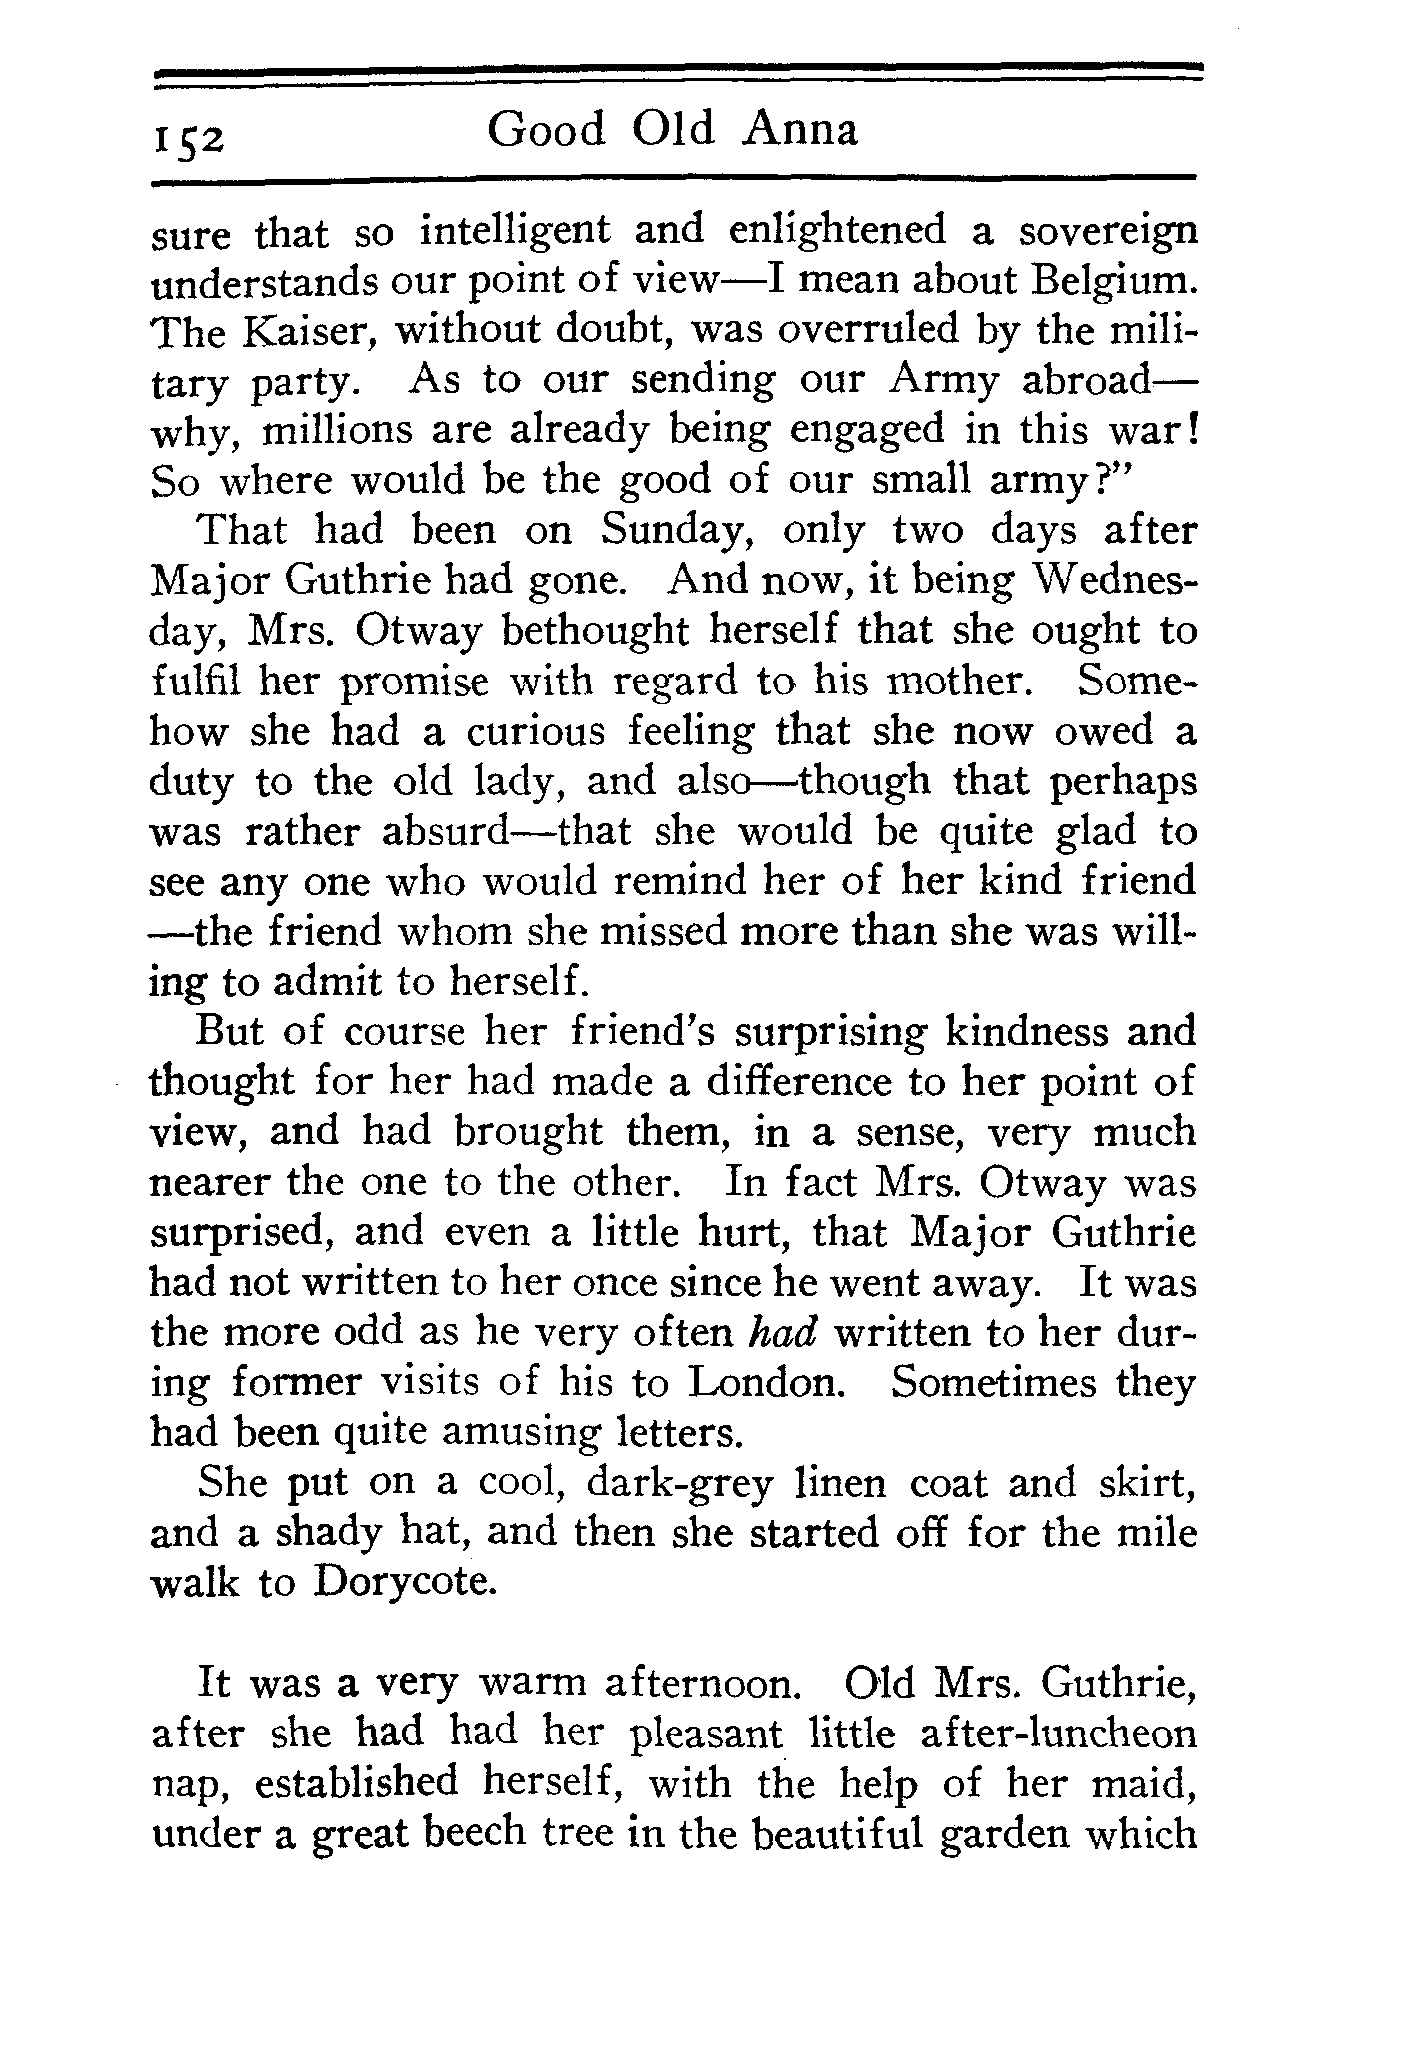 152 Good Old Anna
sure that so intelligent and enlightened a sovereign
understands our point of view—I mean about Belgium.
The Kaiser, without doubt, was overruled by the mili-
tary party. As to our sending our Army abroad—
why, millions are already being engaged in this war!
So where would be the good of our small army?"
That had been on Sunday, only two days after
Major Guthrie had gone. And now, it being Wednes-
day, Mrs. Otway bethought herself that she ought to
fulfil her promise with regard to his mother. Some-
how she had a curious feeling that she now owed a
duty to the old lady, and also—though that perhaps
was rather absurd—that she would be quite glad to
see any one who would remind her of her kind friend
—the friend whom she missed more than she was will-
ing to admit to herself.
But of course her friend's surprising kindness and
thought for her had made a difference to her point of
view, and had brought them, in a sense, very much
nearer the one to the other. In fact Mrs. Otway was
surprised, and even a little hurt, that Major Guthrie
had not written to her once since he went away. It was
the more odd as he very often had written to her dur-
ing former visits of his to London. Sometimes they
had been quite amusing letters.
She put on a cool, dark-grey linen coat and skirt,
and a shady hat, and then she started off for the mile
walk to Dorycote.
It was a very warm afternoon. Old Mrs. Guthrie,
after she had had her pleasant little after-luncheon
nap, established herself, with the help of her maid,
under a great beech tree in the beautiful garden which